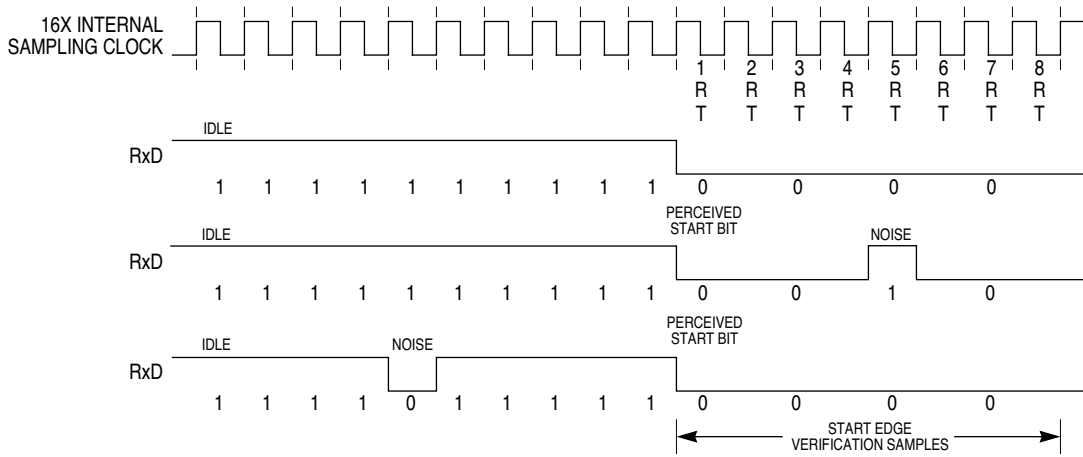 16X INTERNAL
SAMPLING CLOCK
1 2 3 4 5 6 7 8
R R R R R R R R
T T T T T T T T
IDLE
RxD
1 1 1 1 1 1 1 1 1 1 0 0 0 0
PERCEIVED
START BIT
IDLE NOISE
RxD
1 1 1 1 1 1 1 1 1 1 0 0 1 0
PERCEIVED
START BIT
IDLE NOISE
RxD
1 1 1 1 0 1 1 1 1 1 0 0 0 0
START EDGE
VERIFICATION SAMPLES